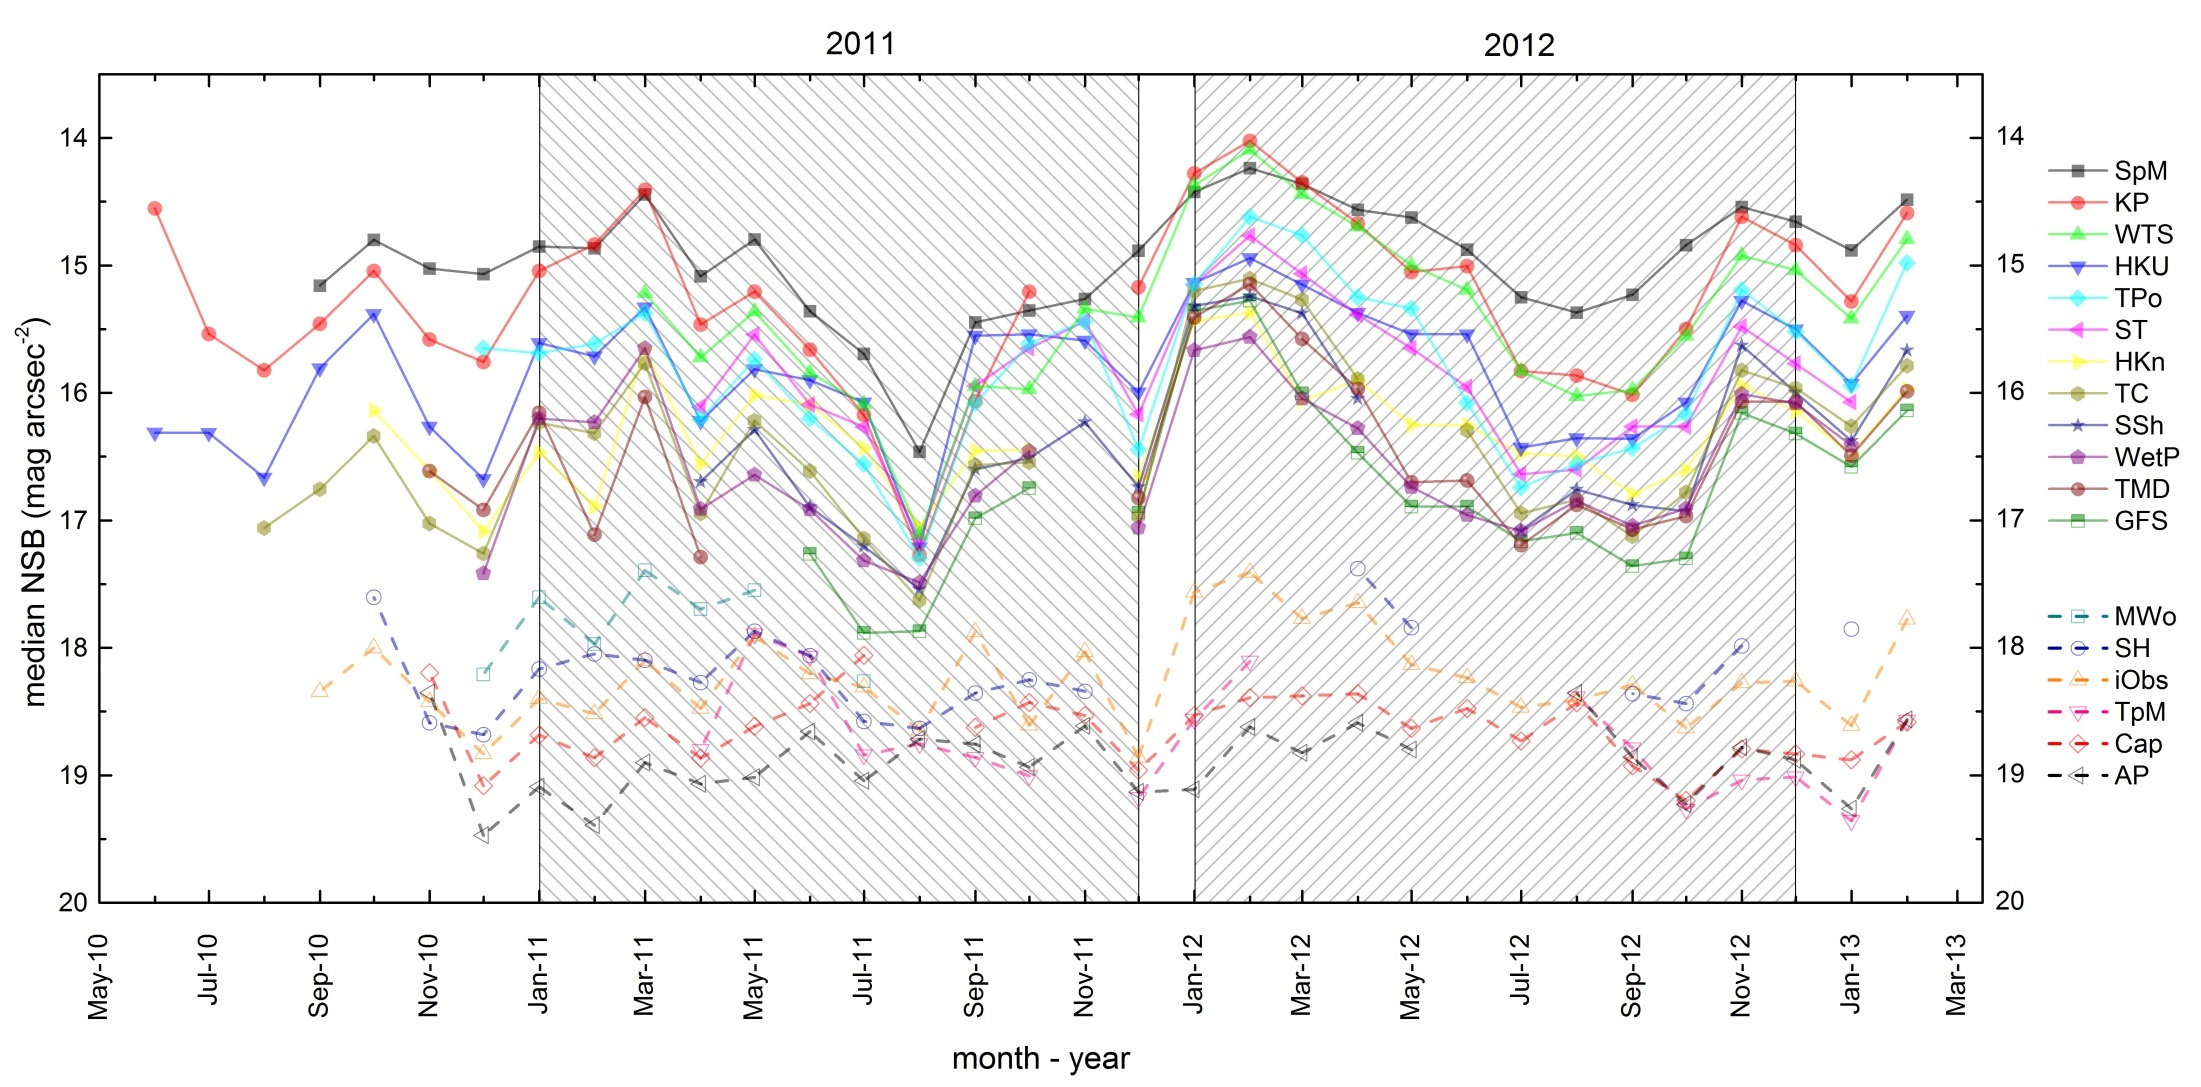 2011
2012
14
15
16
17
18
19
20
14
15
16
17
18
19
20
median NSB (mag arcsec-2)
May-10
Jul-10
Sep-10
Nov-10
Jan-11
Mar-11
May-11
Jul-11
Sep-11
Nov-11
Jan-12
Mar-12
May-12
Jul-12
Sep-12
Nov-12
Jan-13
Mar-13
month - year
SpM
KP
WTS
HKU
TPo
ST
HKn
TC
SSh
WetP
TMD
GFS
MWo
SH
iObs
TpM
Cap
AP